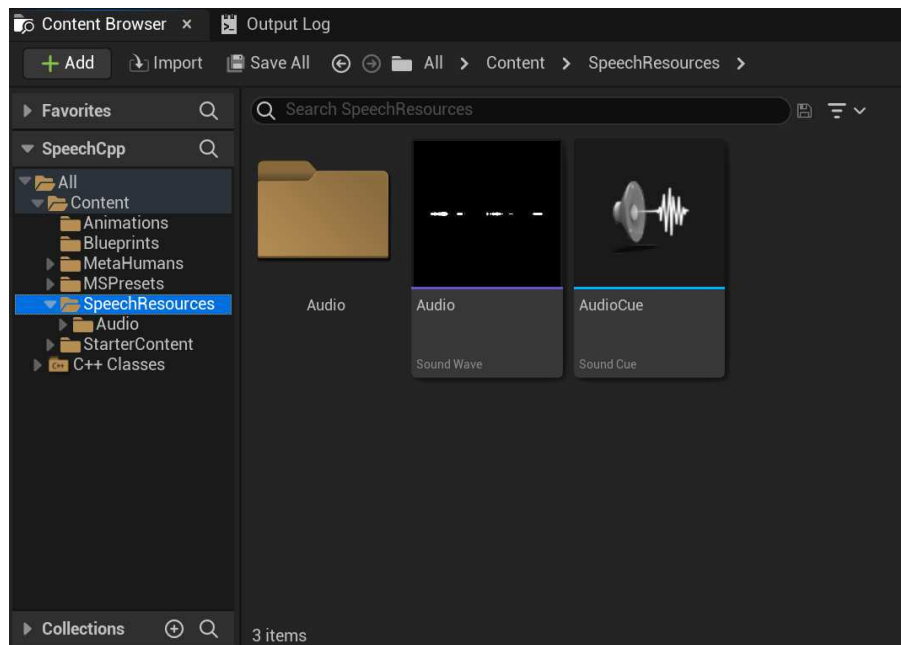 Content Browser × Output Log
+ Add Import Save All All > Content > SpeechResources >
Favorites
Search SpeechResources
SpeechCpp
All
Content
Animations
Blueprints
MetaHumans
MSPresets
SpeechResources
Audio
StarterContent
C++ C++ Classes
Audio
Audio
Sound Wave
AudioCue
Sound Cue
Collections
3 items